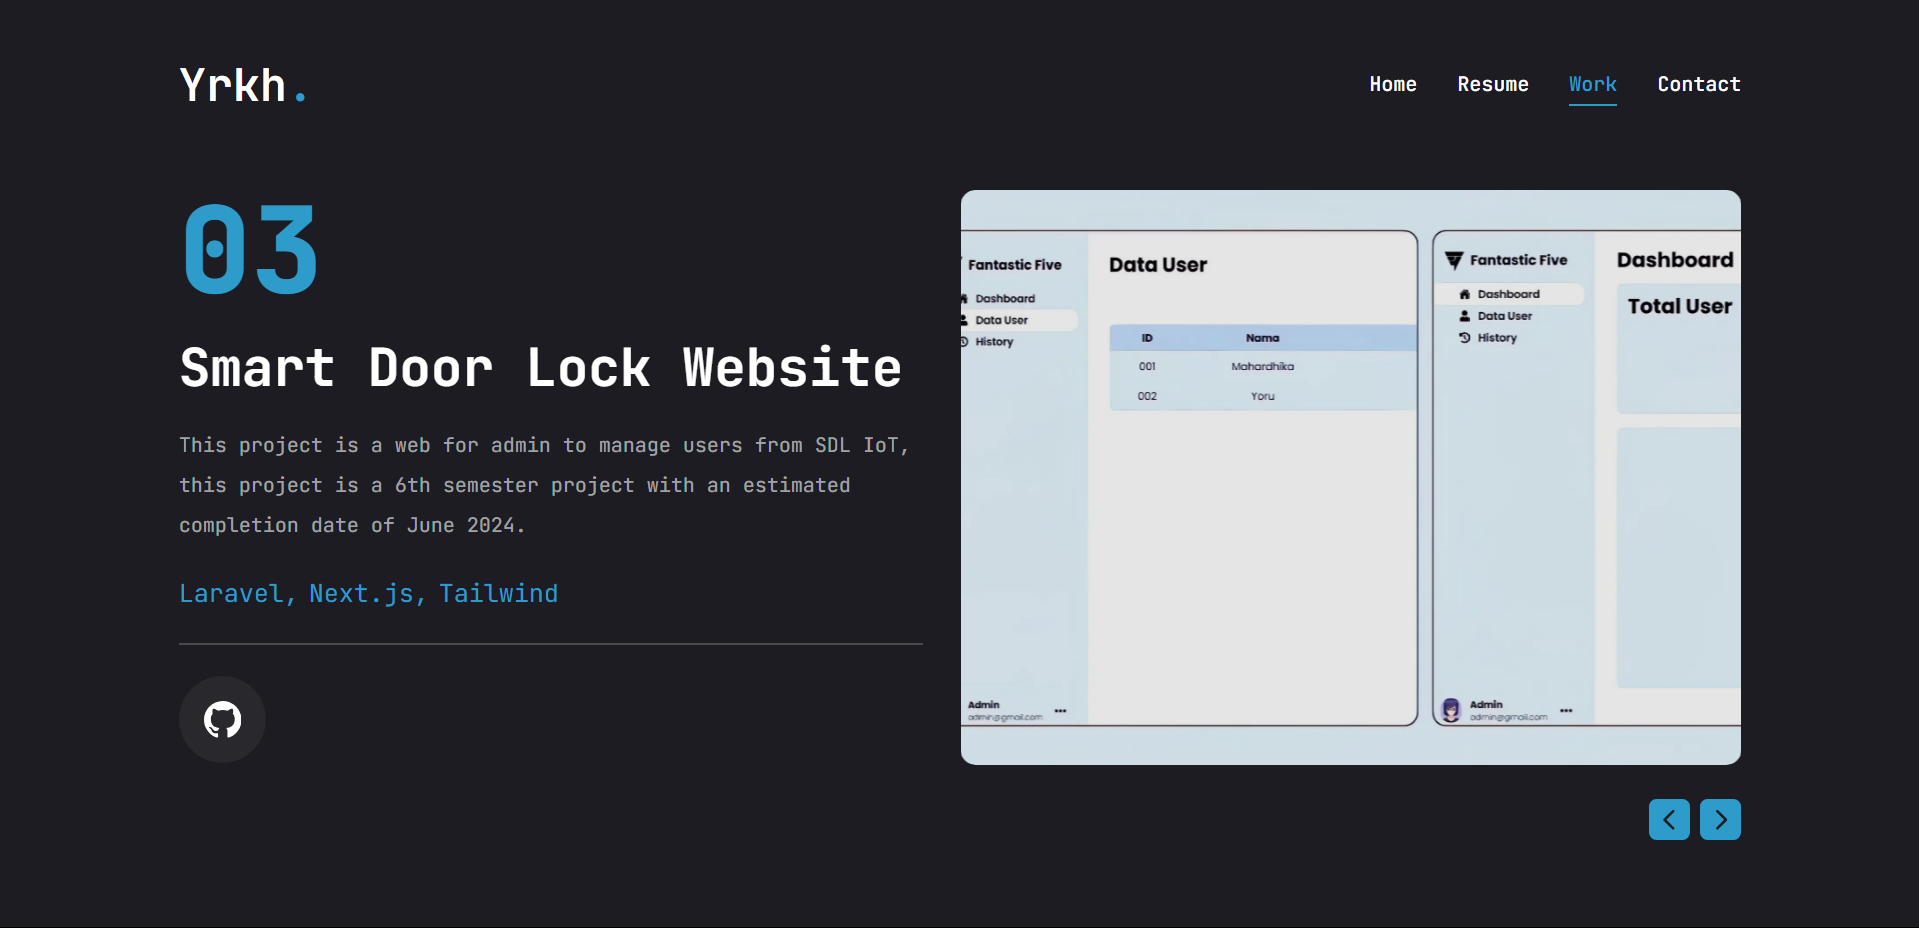 Yrkh.
Home Resume Work Contact
03
Smart Door Lock Website
This project is a web for admin to manage users from SDL IoT,
this project is a 6th semester project with an estimated
completion date of June 2024.
Laravel, Next.js, Tailwind
Fantastic Five
Dashboard
Data User
History
Data User
ID Nama
001 Mahardhika
002 Yoru
Admin
admin@gmail.com
Fantastic Five
Dashboard
Data User
History
Dashboard
Total User
Admin
admin@gmail.com